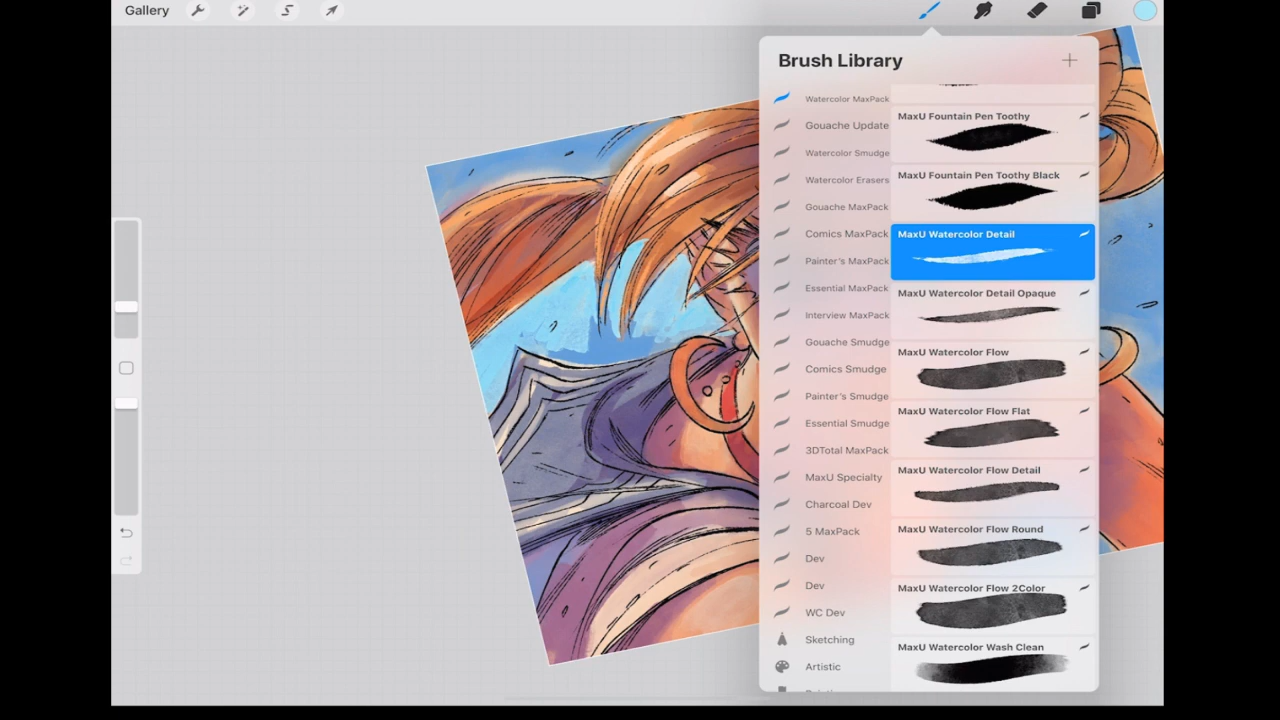 Gallery
Brush Library
Watercolor MaxPack
Gouache Update
Watercolor Smudge
Watercolor Erasers
Gouache MaxPack
Comics MaxPack
Painter's MaxPack
Essential MaxPack
Interview MaxPack
Gouache Smudge
Comics Smudge
Painter's Smudge
Essential Smudge
3DTotal MaxPack
MaxU Specialty
Charcoal Dev
5 MaxPack
Dev
Dev
WC Dev
Sketching
Artistic
MaxU Fountain Pen Toothy
MaxU Fountain Pen Toothy Black
MaxU Watercolor Detail
MaxU Watercolor Detail Opaque
MaxU Watercolor Flow
MaxU Watercolor Flow Flat
MaxU Watercolor Flow Detail
MaxU Watercolor Flow Round
MaxU Watercolor Flow 2Color
MaxU Watercolor Wash Clean